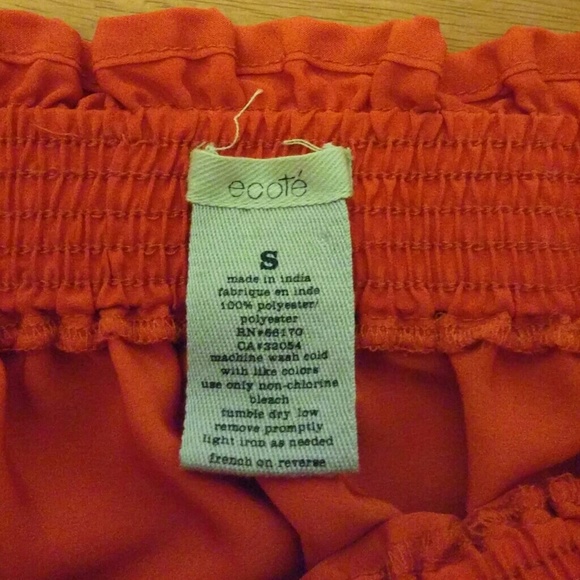 ecoté
S
made in india
fabrique en inde
100% polyester/
polyester
RN#66170
CA#32054
machine wash cold
with like colors
use only non-chlorine
bleach
tumble dry low
remove promptly
light iron as needed
french on reverse